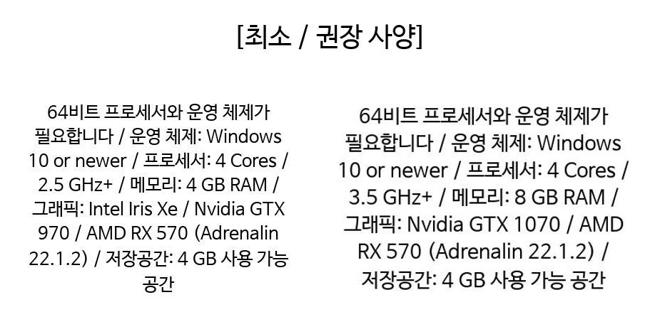 [최소 / 권장 사양]
64비트 프로세서와 운영 체제가
필요합니다 / 운영 체제: Windows
10 or newer / 프로세서: 4 Cores /
2.5 GHz+ / 메모리: 4 GB RAM /
그래픽: Intel Iris Xe / Nvidia GTX
970 / AMD RX 570 (Adrenalin
22.1.2) / 저장공간: 4 GB 사용 가능
공간
64비트 프로세서와 운영 체제가
필요합니다 / 운영 체제: Windows
10 or newer / 프로세서: 4 Cores /
3.5 GHz+ / 메모리: 8 GB RAM /
그래픽: Nvidia GTX 1070 / AMD
RX 570 (Adrenalin 22.1.2) /
저장공간: 4 GB 사용 가능 공간